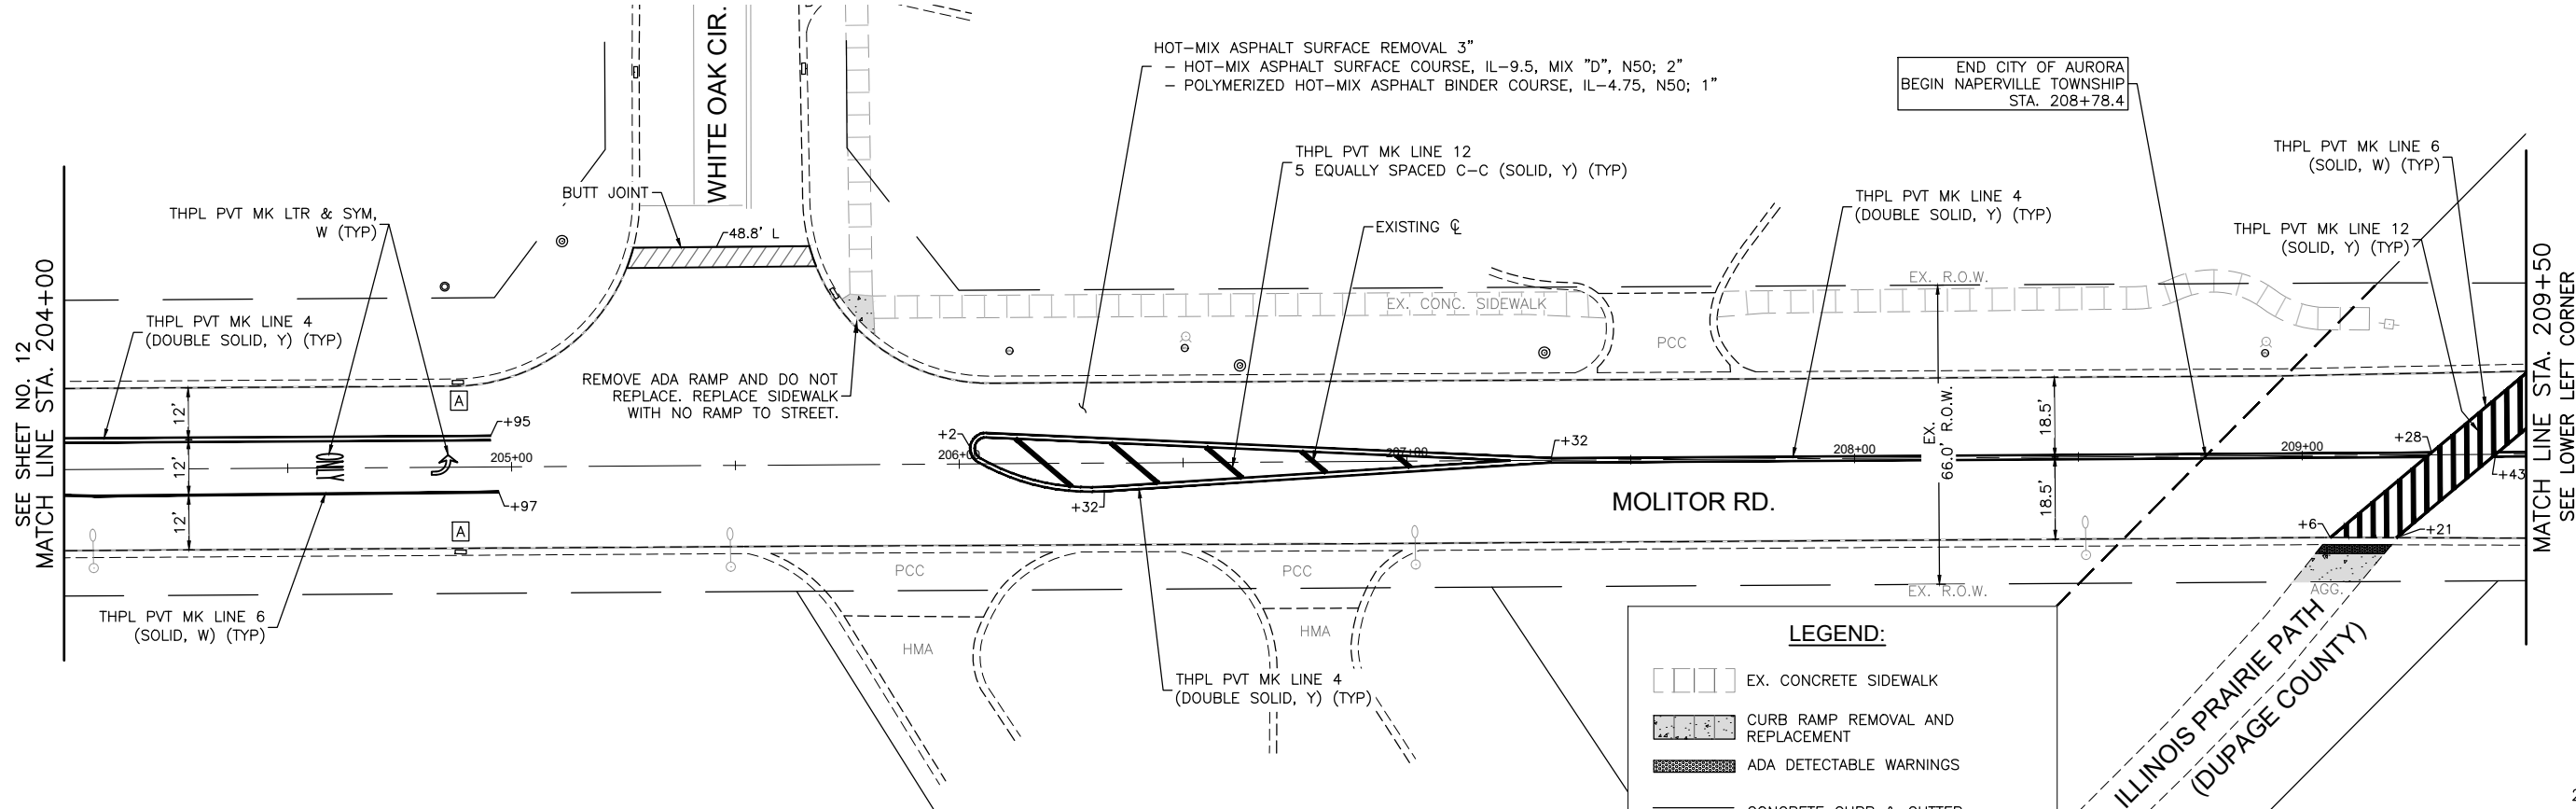 WHITE OAK CIR.
HOT-MIX ASPHALT SURFACE REMOVAL 3"
- HOT-MIX ASPHALT SURFACE COURSE, IL-9.5, MIX "D", N50; 2"
- POLYMERIZED HOT-MIX ASPHALT BINDER COURSE, IL-4.75, N50; 1"
END CITY OF AURORA
BEGIN NAPERVILLE TOWNSHIP
STA. 208+78.4
THPL PVT MK LINE 12
5 EQUALLY SPACED C-C (SOLID, Y) (TYP)
THPL PVT MK LINE 6
(SOLID, W) (TYP)
BUTT JOINT
THPL PVT MK LTR & SYM,
W (TYP)
48.8' L
EXISTING ℄
THPL PVT MK LINE 4
(DOUBLE SOLID, Y) (TYP)
THPL PVT MK LINE 12
(SOLID, Y) (TYP)
SEE SHEET NO. 12
MATCH LINE STA. 204+00
THPL PVT MK LINE 4
(DOUBLE SOLID, Y) (TYP)
EX. CONC. SIDEWALK
EX. R.O.W.
PCC
MATCH LINE STA. 209+50
SEE LOWER LEFT CORNER
REMOVE ADA RAMP AND DO NOT
REPLACE. REPLACE SIDEWALK
WITH NO RAMP TO STREET.
A
12'
12'
12'
+95
ONLY
205+00
+97
A
+2
206+00
207+00
+32
+32
208+00
EX.
66.0' R.O.W.
18.5'
18.5'
209+00
+28
+43
+6
+21
MOLITOR RD.
PCC
HMA
PCC
HMA
EX. R.O.W.
AGG.
THPL PVT MK LINE 6
(SOLID, W) (TYP)
THPL PVT MK LINE 4
(DOUBLE SOLID, Y) (TYP)
LEGEND:
EX. CONCRETE SIDEWALK
CURB RAMP REMOVAL AND
REPLACEMENT
ADA DETECTABLE WARNINGS
CONCRETE CURB & GUTTER
ILLINOIS PRAIRIE PATH
(DUPAGE COUNTY)